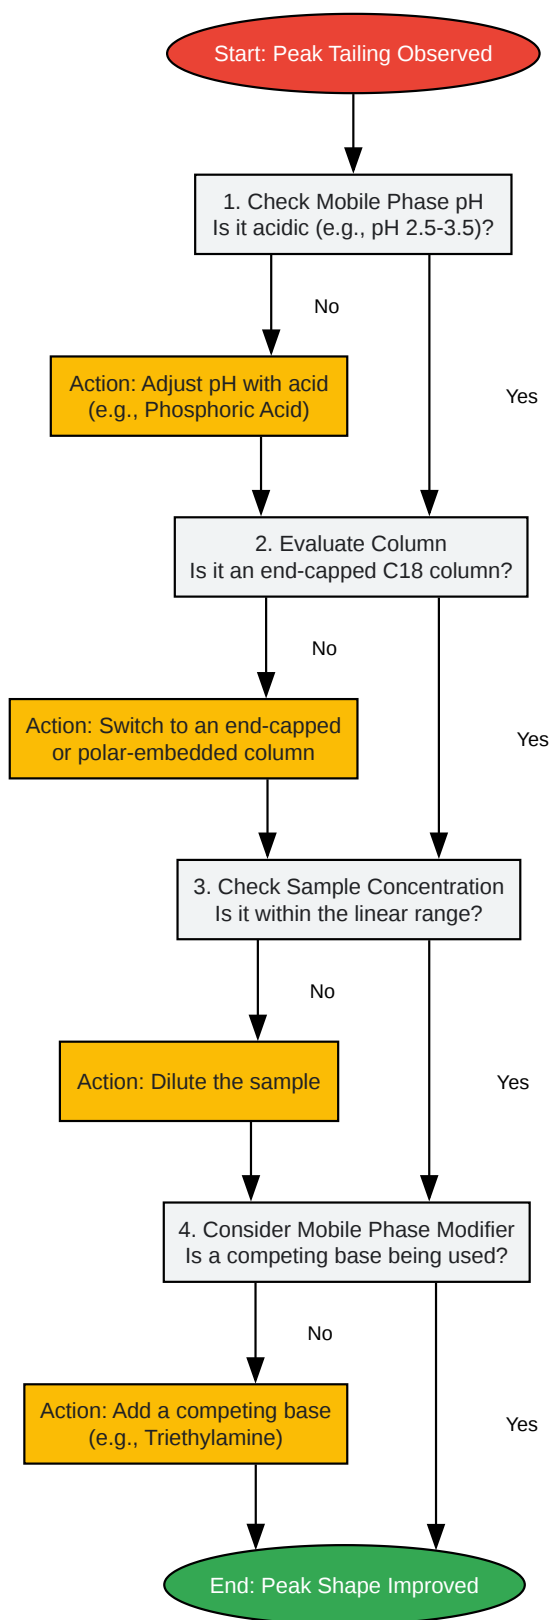 Start: Peak Tailing Observed
1. Check Mobile Phase pH
Is it acidic (e.g., pH 2.5-3.5)?
No
Action: Adjust pH with acid
(e.g., Phosphoric Acid)
Yes
2. Evaluate Column
Is it an end-capped C18 column?
No
Action: Switch to an end-capped
or polar-embedded column
Yes
3. Check Sample Concentration
Is it within the linear range?
No
Action: Dilute the sample
Yes
4. Consider Mobile Phase Modifier
Is a competing base being used?
No
Action: Add a competing base
(e.g., Triethylamine)
Yes
End: Peak Shape Improved